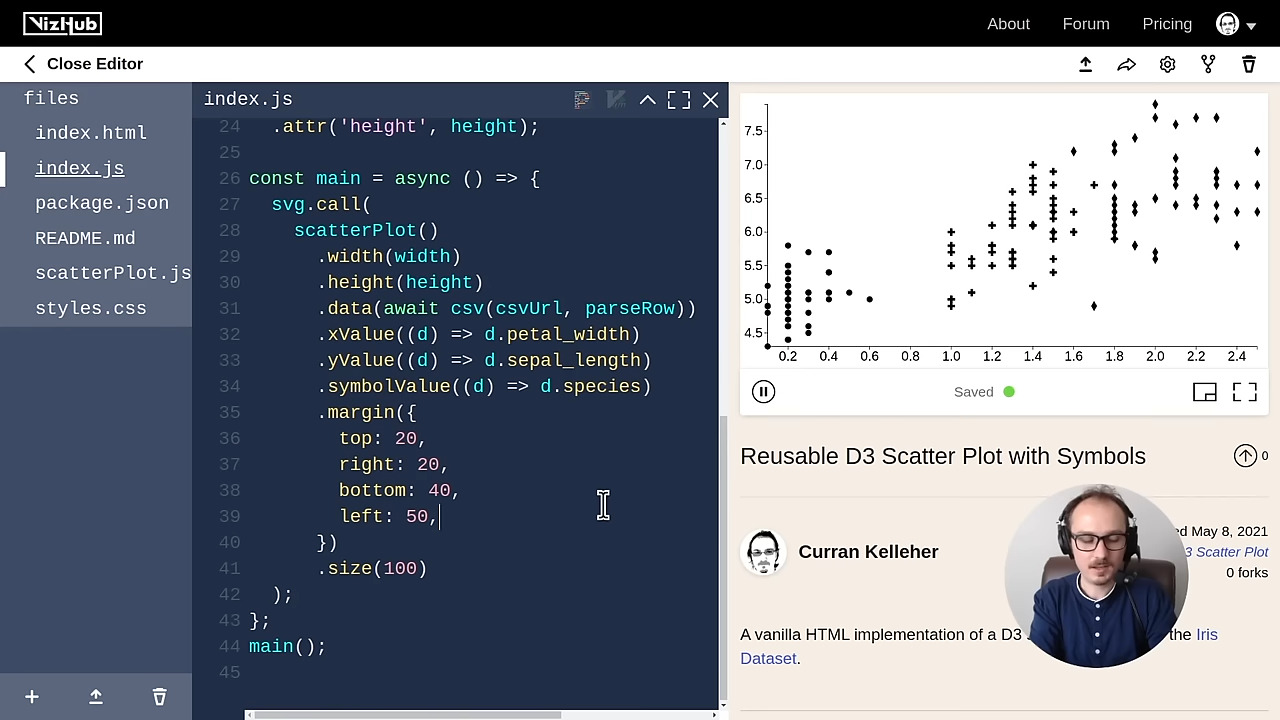 VizHub
About
Forum
Pricing
Close Editor
files
index.html
index.js
package.json
README.md
scatterPlot.js
styles.css
index.js
24 .attr('height', height);
25
26 const main = async () => {
27 svg.call(
28 scatterPlot()
29 .width(width)
30 .height(height)
31 .data(await csv(csvUrl, parseRow))
32 .xValue((d) => d.petal_width)
33 .yValue((d) => d.sepal_length)
34 .symbolValue((d) => d.species)
35 .margin({
36 top: 20,
37 right: 20,
38 bottom: 40,
39 left: 50,
40 })
41 .size(100)
42 );
43 };
44 main();
45
7.5
7.0
6.5
6.0
5.5
5.0
4.5
0.2 0.4 0.6 0.8 1.0 1.2 1.4 1.6 1.8 2.0 2.2 2.4
Saved
Reusable D3 Scatter Plot with Symbols
0
Curran Kelleher
May 8, 2021
Scatter Plot
0 forks
A vanilla HTML implementation of a D3 the Iris
Dataset.